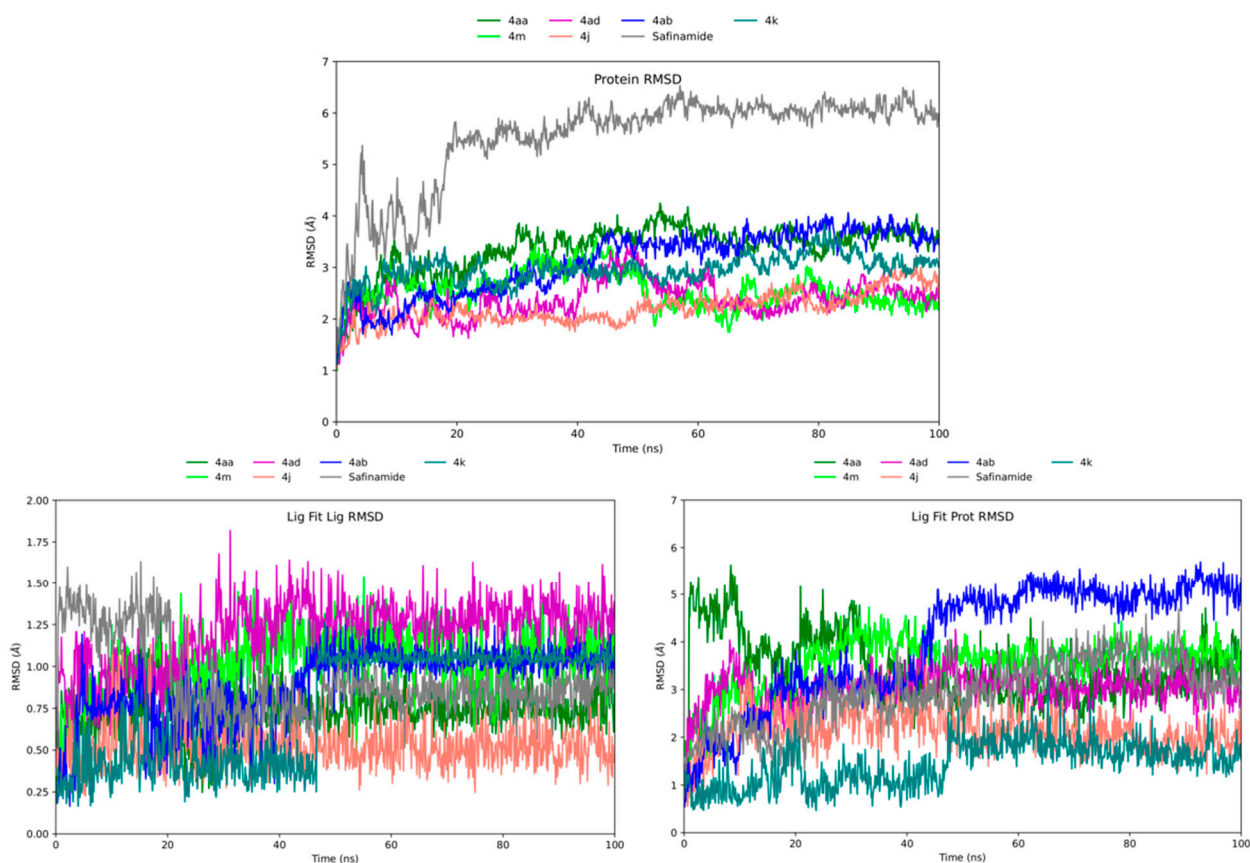 4aa 4ad 4ab 4k
4m 4j Safinamide
Protein RMSD
7
6
5
4
3
2
1
0
RMSD (Å)
0 20 40 60 80 100
Time (ns)
4aa 4ad 4ab 4k
4m 4j Safinamide
Lig Fit Lig RMSD
2.00
1.75
1.50
1.25
1.00
0.75
0.50
0.25
0.00
RMSD (Å)
0 20 40 60 80 100
Time (ns)
4aa 4ad 4ab 4k
4m 4j Safinamide
Lig Fit Prot RMSD
7
6
5
4
3
2
1
0
RMSD (Å)
0 20 40 60 80 100
Time (ns)